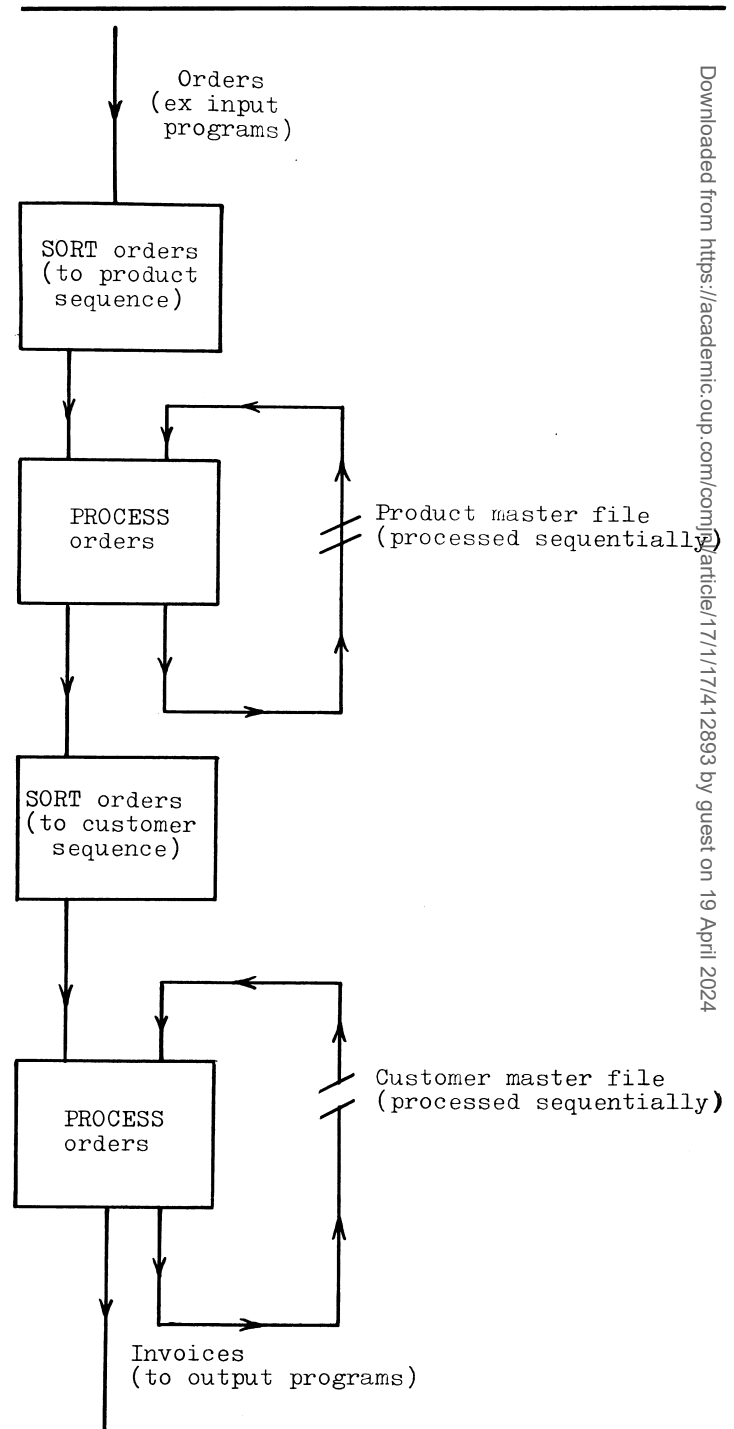 Orders
(ex input
programs)
SORT orders
(to product
sequence)
PROCESS
orders
Product master file
(processed sequentially)
SORT orders
(to customer
sequence)
PROCESS
orders
Customer master file
(processed sequentially)
Invoices
(to output programs)
Downloaded from https://academic.oup.com/comjnl/article/17/1/17/412893 by guest on 19 April 2024